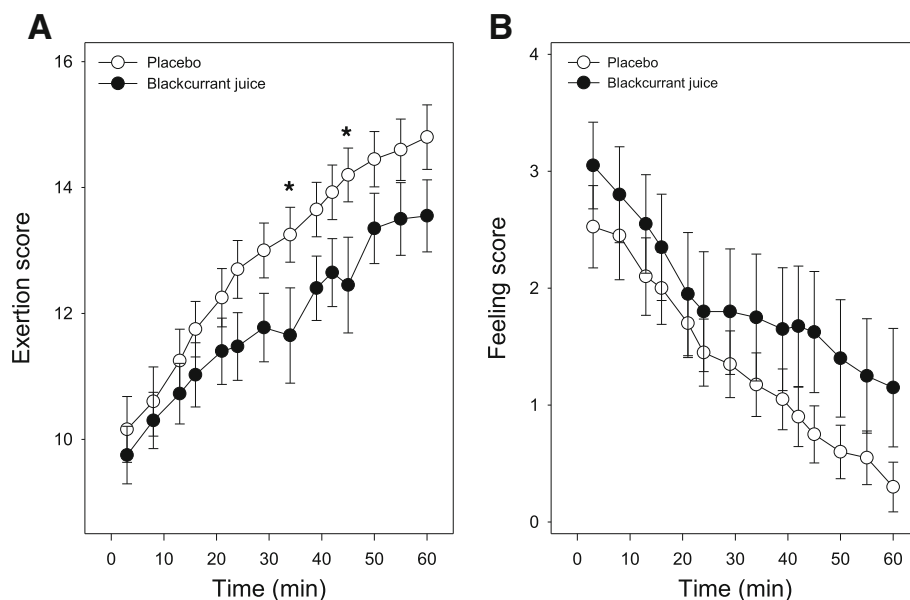 A
Placebo
Blackcurrant juice
16
14
12
10
*
*
Exertion score
0 10 20 30 40 50 60
Time (min)
B
Placebo
Blackcurrant juice
4
3
2
1
0
Feeling score
0 10 20 30 40 50 60
Time (min)